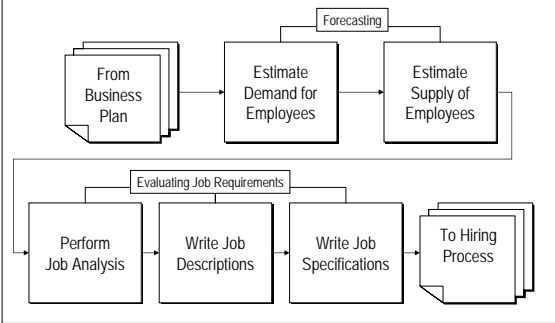 Forecasting
From
Business
Plan
Estimate
Demand for
Employees
Estimate
Supply of
Employees
Evaluating Job Requirements
Perform
Job Analysis
Write Job
Descriptions
Write Job
Specifications
To Hiring
Process